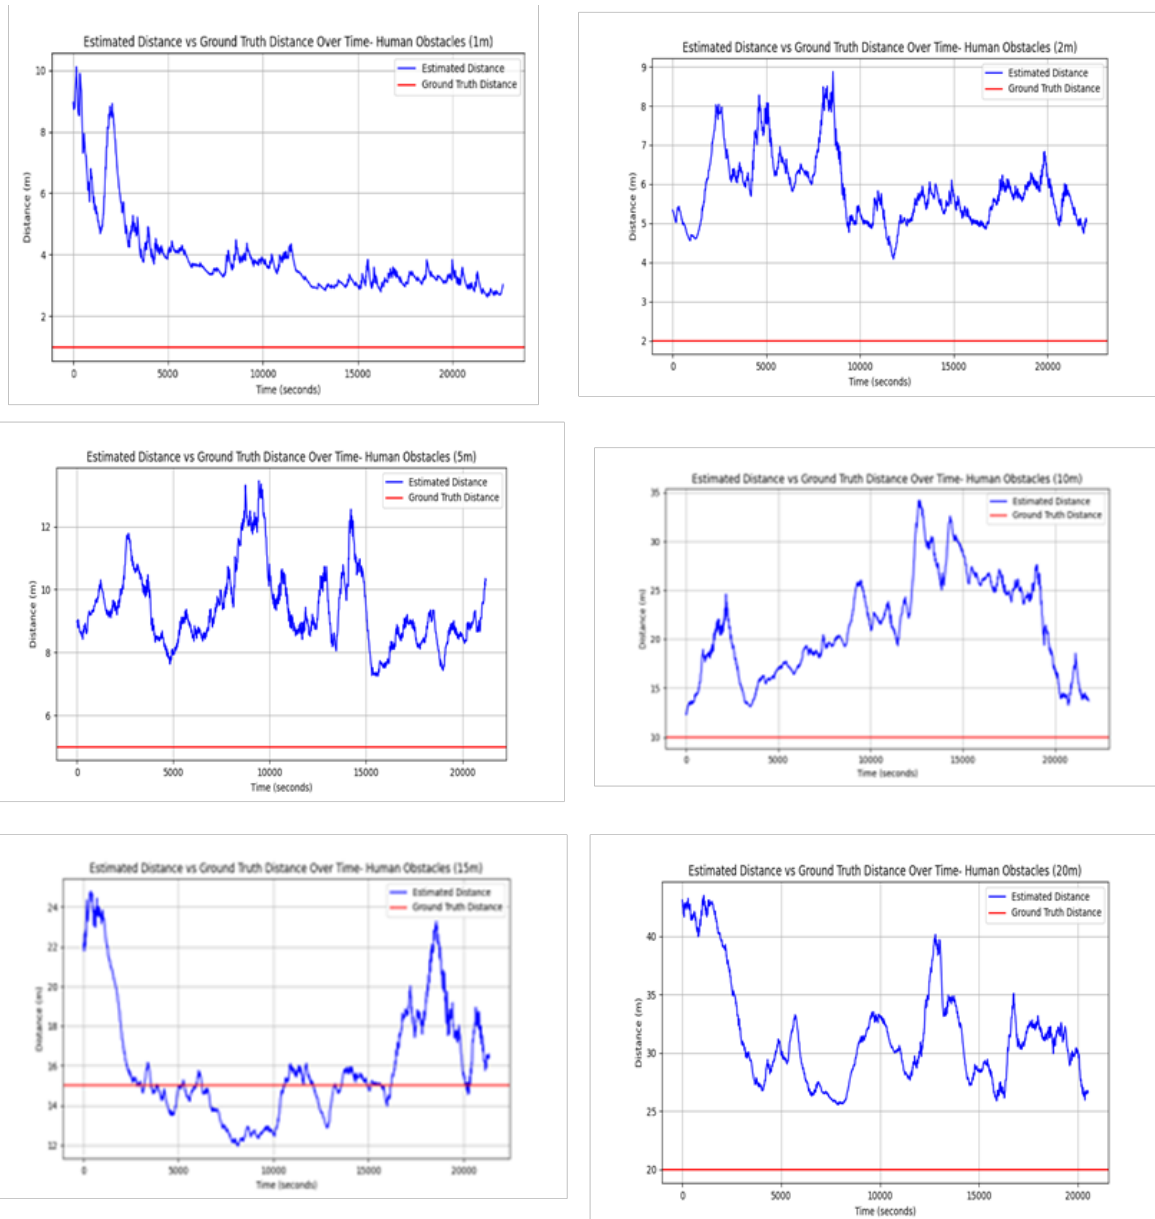 Estimated Distance vs Ground Truth Distance Over Time- Human Obstacles (1m)
Estimated Distance
Ground Truth Distance
Distance (m)
10
8
6
4
2
0 5000 10000 15000 20000
Time (seconds)
Estimated Distance vs Ground Truth Distance Over Time- Human Obstacles (2m)
Estimated Distance
Ground Truth Distance
Distance (m)
9
8
7
6
5
4
3
2
0 5000 10000 15000 20000
Time (seconds)
Estimated Distance vs Ground Truth Distance Over Time- Human Obstacles (5m)
Estimated Distance
Ground Truth Distance
Distance (m)
12
10
8
6
0 5000 10000 15000 20000
Time (seconds)
Estimated Distance vs Ground Truth Distance Over Time- Human Obstacles (10m)
Estimated Distance
Ground Truth Distance
Distance (m)
35
30
25
20
15
10
0 5000 10000 15000 20000
Time (seconds)
Estimated Distance vs Ground Truth Distance Over Time- Human Obstacles (15m)
Estimated Distance
Ground Truth Distance
Distance (m)
24
22
20
18
16
14
12
0 5000 10000 15000 20000
Time (seconds)
Estimated Distance vs Ground Truth Distance Over Time- Human Obstacles (20m)
Estimated Distance
Ground Truth Distance
Distance (m)
40
35
30
25
20
0 5000 10000 15000 20000
Time (seconds)